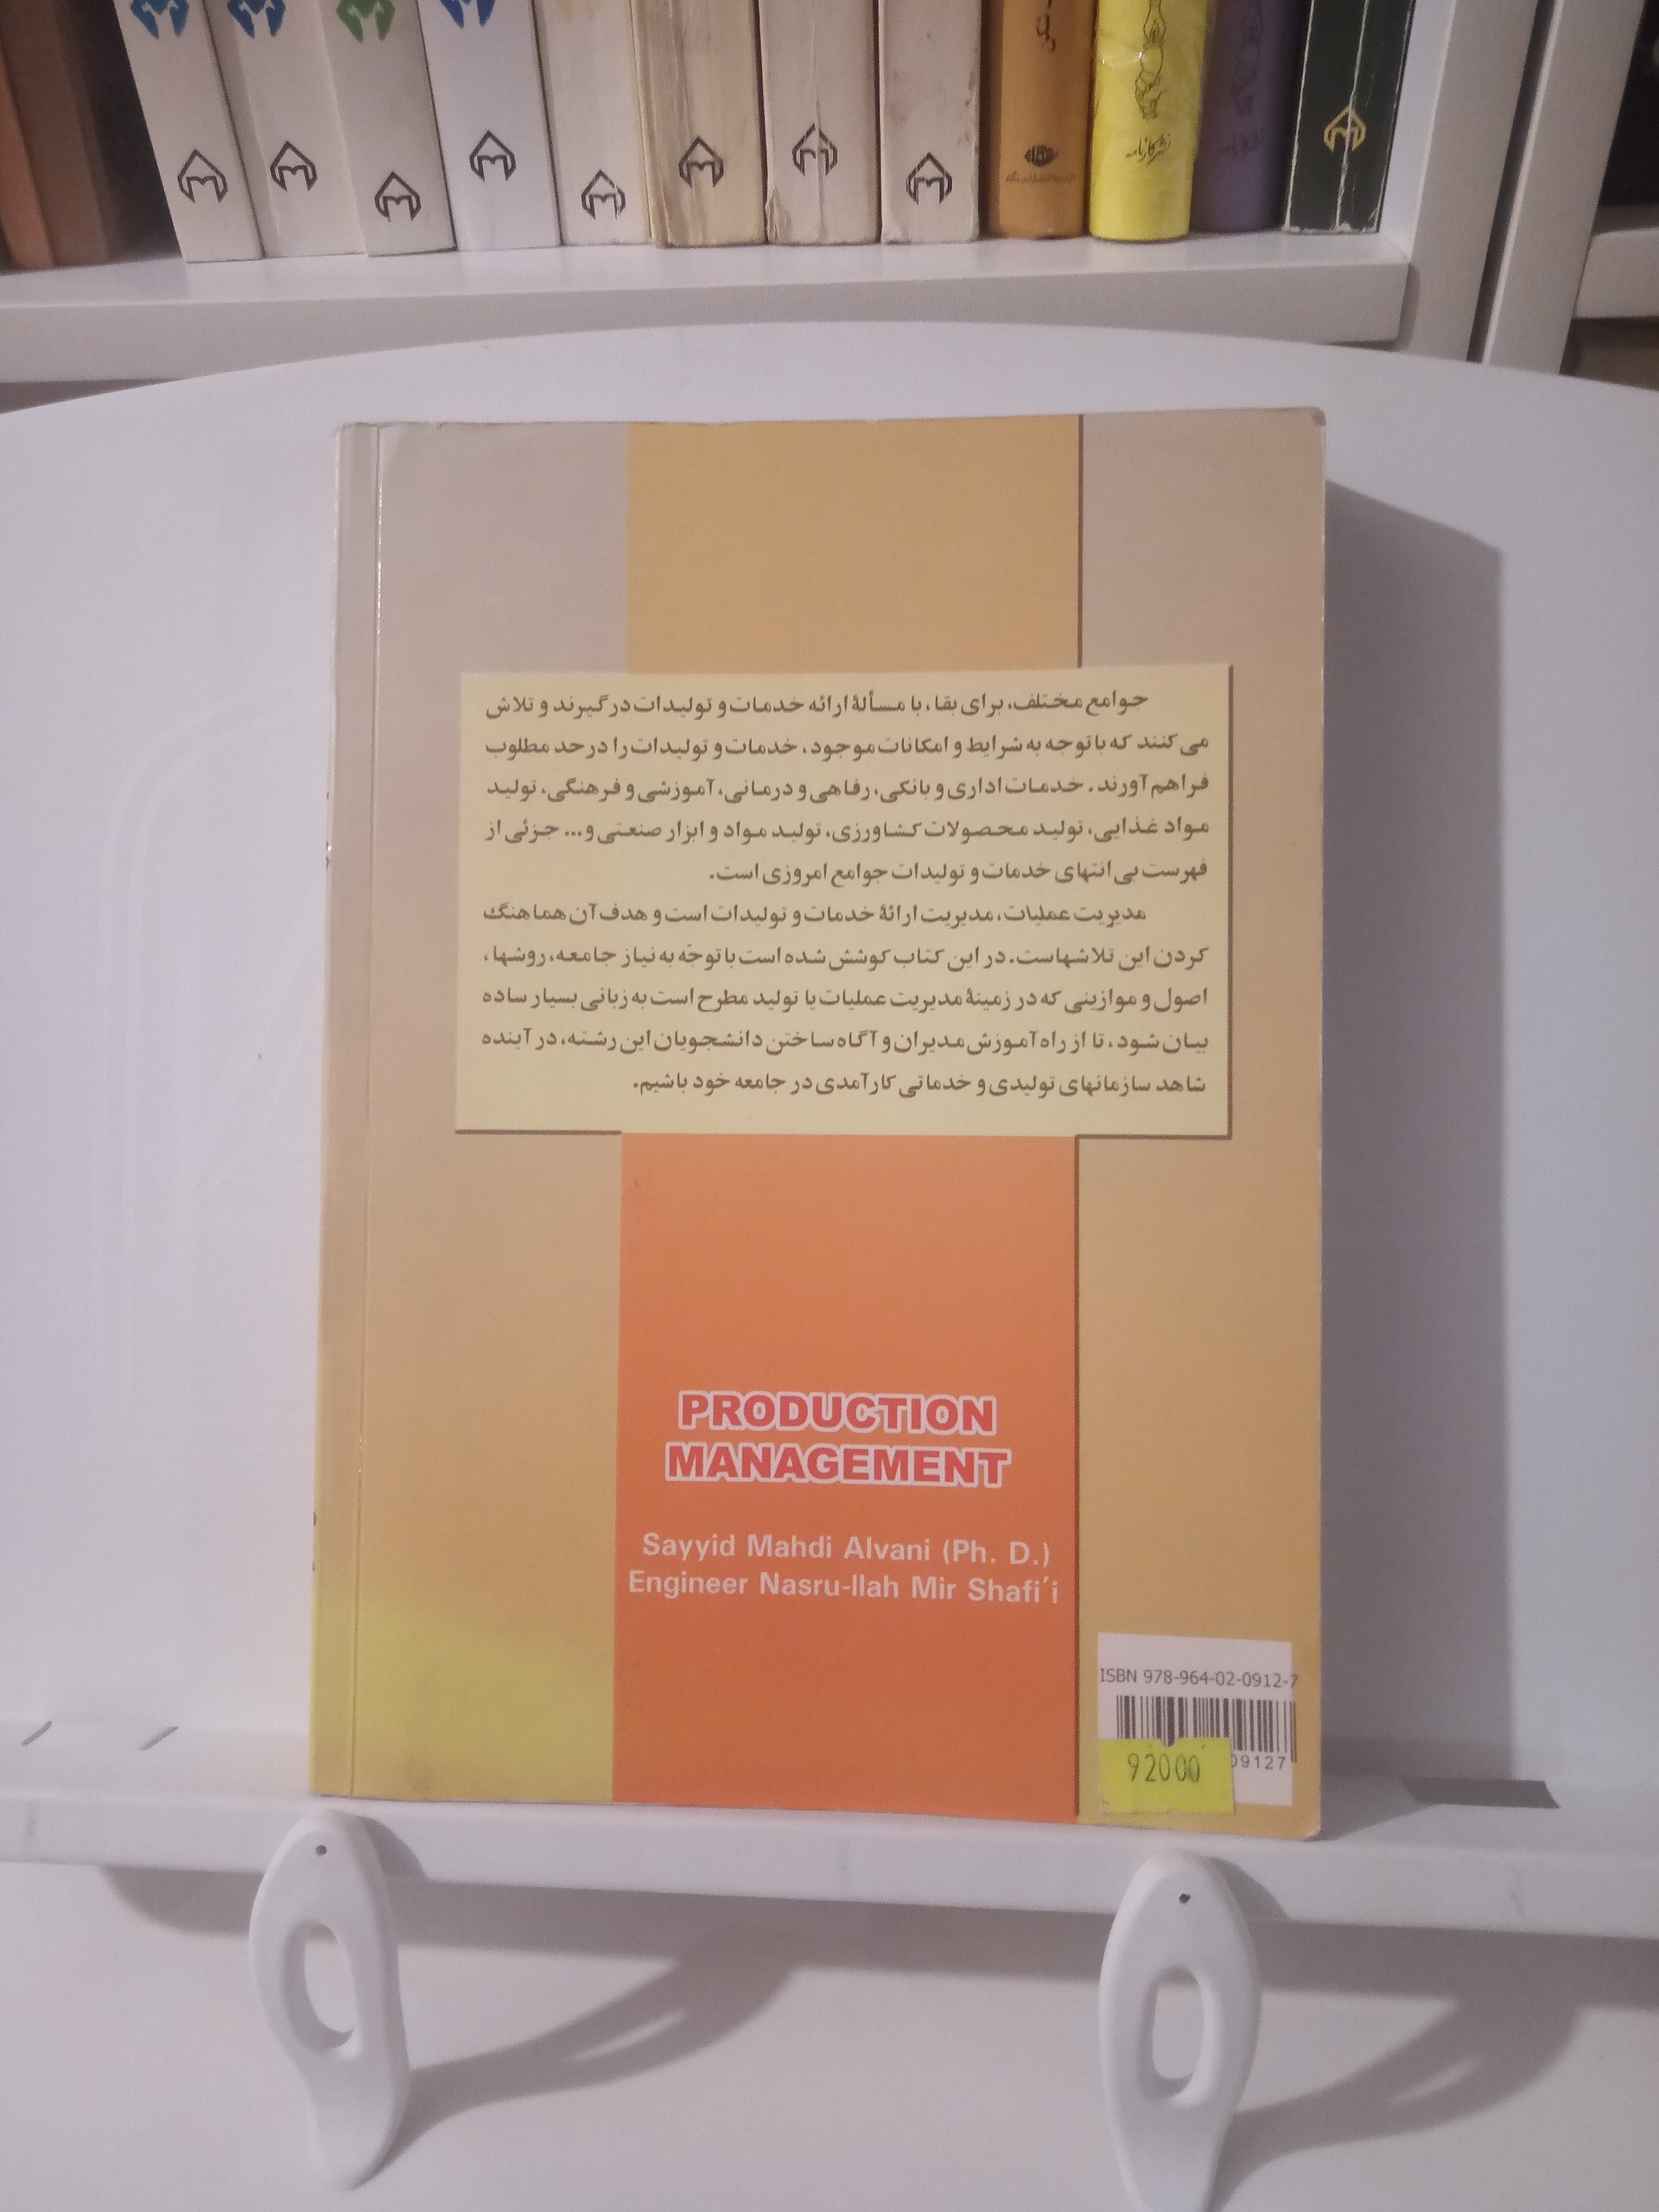 نشر کارنامه
جوامع مختلف، برای بقا، با مسألهٔ ارائه خدمات و تولیدات درگیرند و تلاش
می‌کنند که با توجه به شرایط و امکانات موجود، خدمات و تولیدات را در حد مطلوب
فراهم آورند. خدمات اداری و بانکی، رفاهی و درمانی، آموزشی و فرهنگی، تولید
مواد غذایی، تولید محصولات کشاورزی، تولید مواد و ابزار صنعتی و... جزئی از
فهرست بی‌انتهای خدمات و تولیدات جوامع امروزی است.
مدیریت عملیات، مدیریت ارائهٔ خدمات و تولیدات است و هدف آن هماهنگ
کردن این تلاشهاست. در این کتاب کوشش شده است با توجّه به نیاز جامعه، روشها،
اصول و موازینی که در زمینهٔ مدیریت عملیات یا تولید مطرح است به زبانی بسیار ساده
بیان شود، تا از راه آموزش مدیران و آگاه ساختن دانشجویان این رشته، در آینده
شاهد سازمانهای تولیدی و خدماتی کارآمدی در جامعه خود باشیم.
PRODUCTION
MANAGEMENT
Sayyid Mahdi Alvani (Ph. D.)
Engineer Nasru-llah Mir Shafi'i
ISBN 978-964-02-0912-7
09127
92000